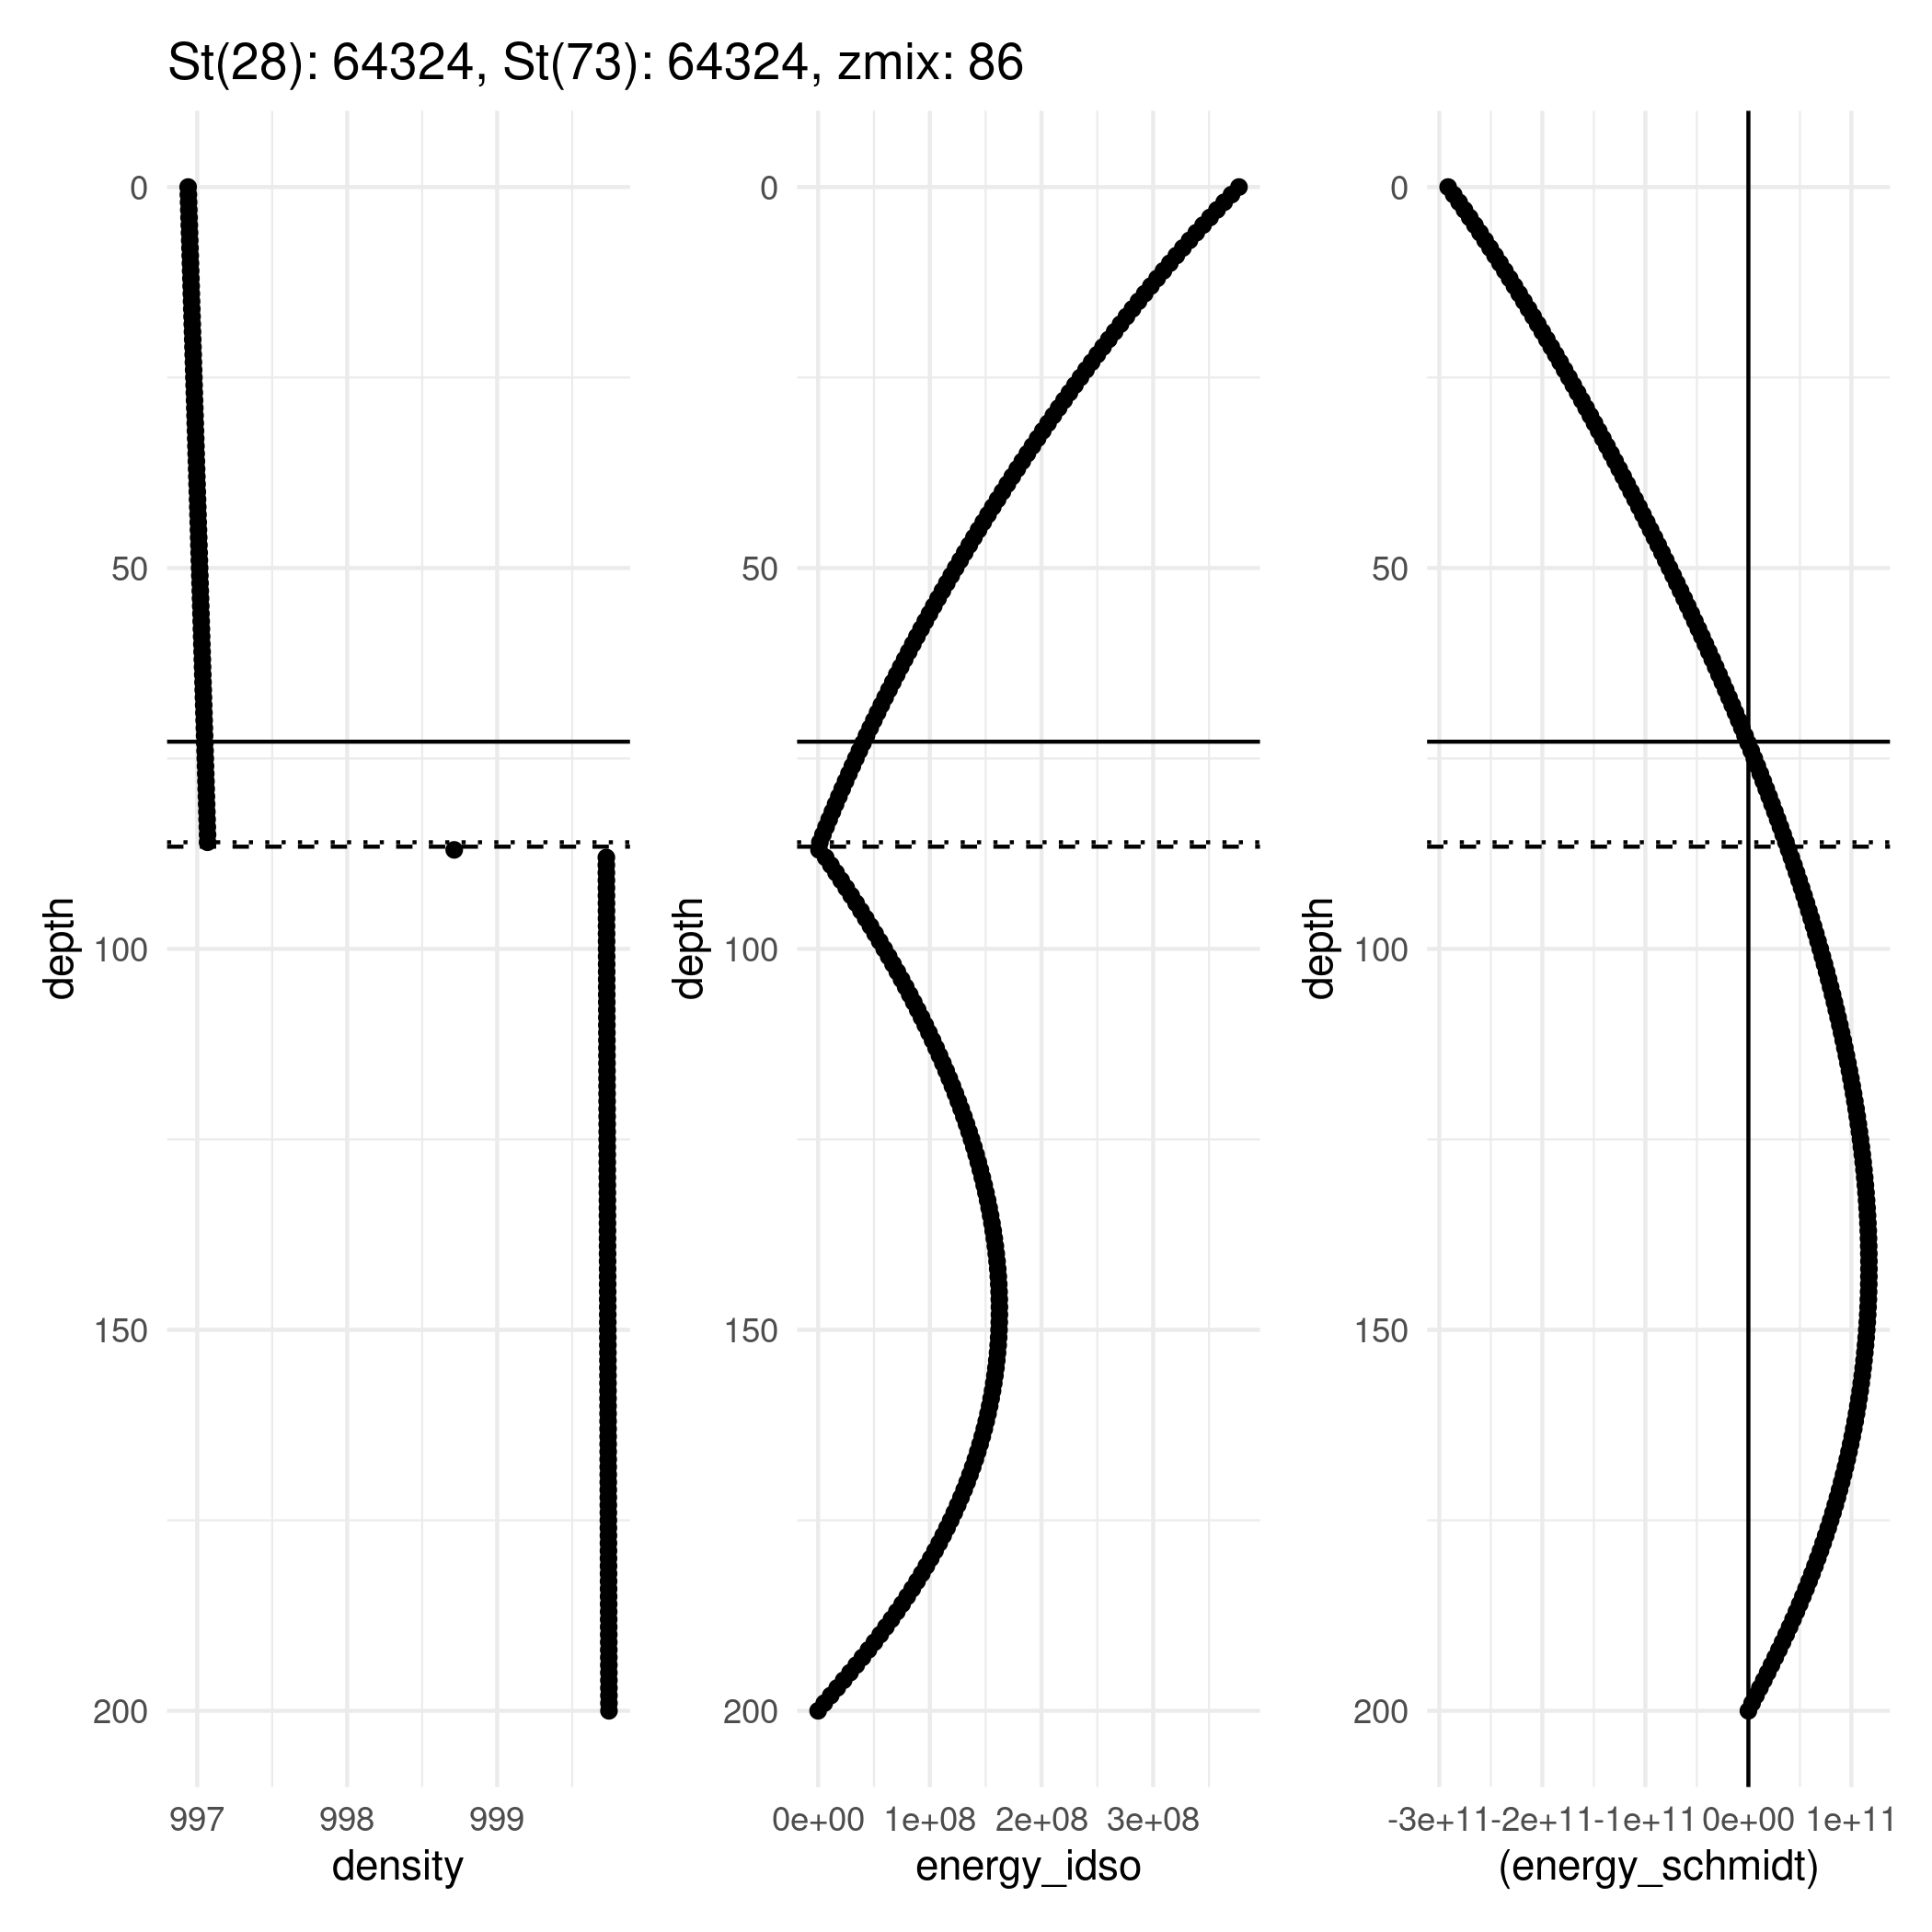 St(28): 64324, St(73): 64324, zmix: 86
0
50
100
150
200
depth
997
998
999
density
0
50
100
150
200
depth
0e+00
1e+08
2e+08
3e+08
energy_idso
0
50
100
150
200
depth
-3e+11
-2e+11
-1e+11
0e+00
1e+11
(energy_schmidt)